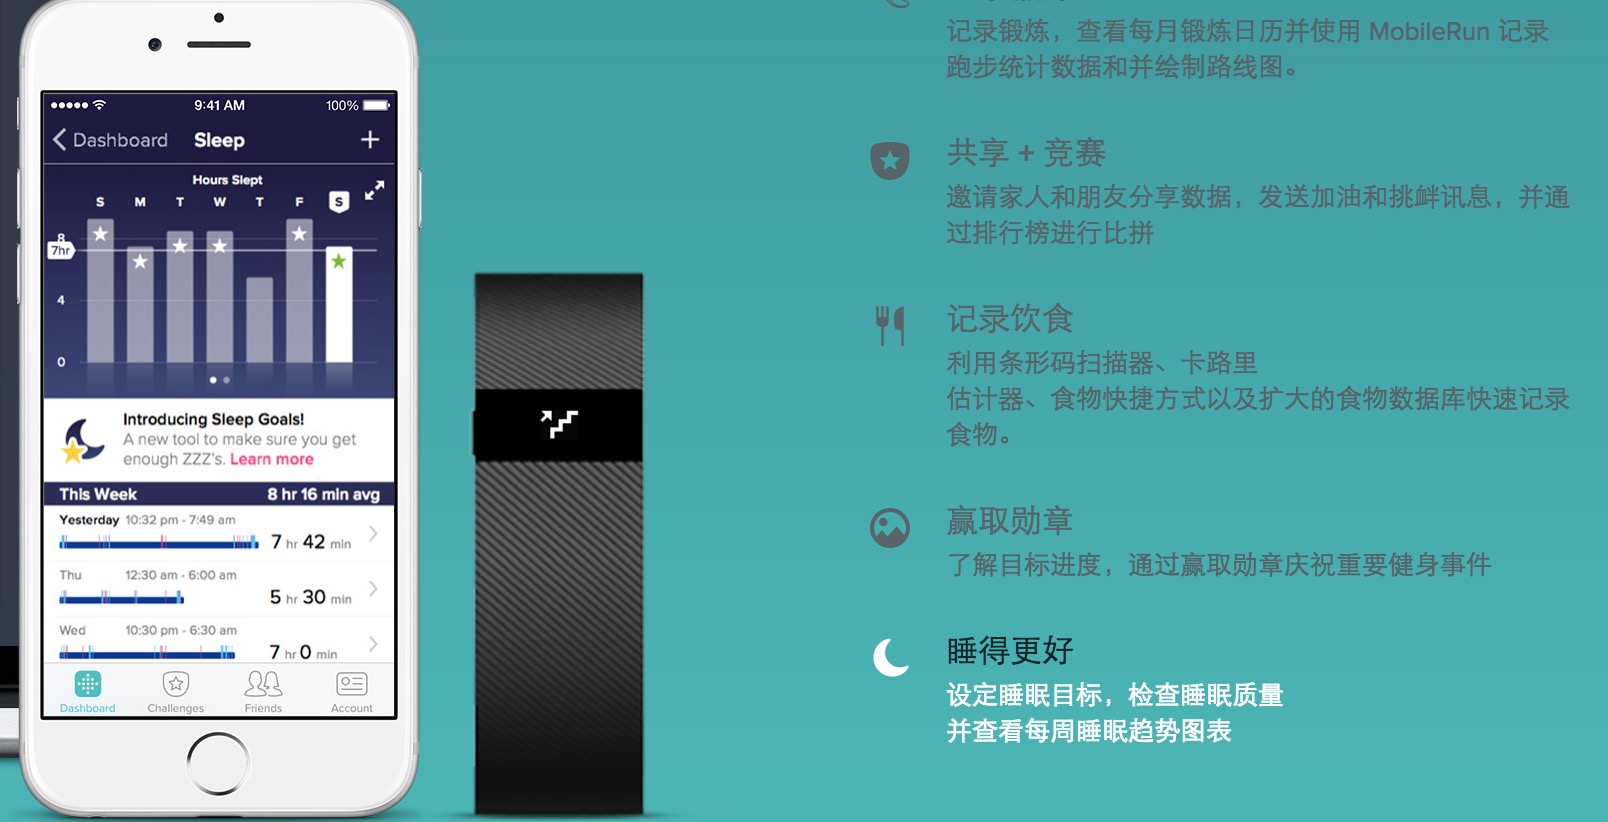 9:41 AM
100%
Dashboard
Sleep
+
Hours Slept
S M T W T F S
8
7hr
4
0
Introducing Sleep Goals!
A new tool to make sure you get
enough ZZZ's. Learn more
This Week
8 hr 16 min avg
Yesterday 10:32 pm - 7:49 am
7 hr 42 min
Thu 12:30 am - 6:00 am
5 hr 30 min
Wed 10:30 pm - 6:30 am
7 hr 0 min
Dashboard
Challenges
Friends
Account
记录锻炼，查看每月锻炼日历并使用 MobileRun 记录
跑步统计数据和并绘制路线图。
共享 + 竞赛
邀请家人和朋友分享数据，发送加油和挑衅讯息，并通
过排行榜进行比拼
记录饮食
利用条形码扫描器、卡路里
估计器、食物快捷方式以及扩大的食物数据库快速记录
食物。
赢取勋章
了解目标进度，通过赢取勋章庆祝重要健身事件
睡得更好
设定睡眠目标，检查睡眠质量
并查看每周睡眠趋势图表